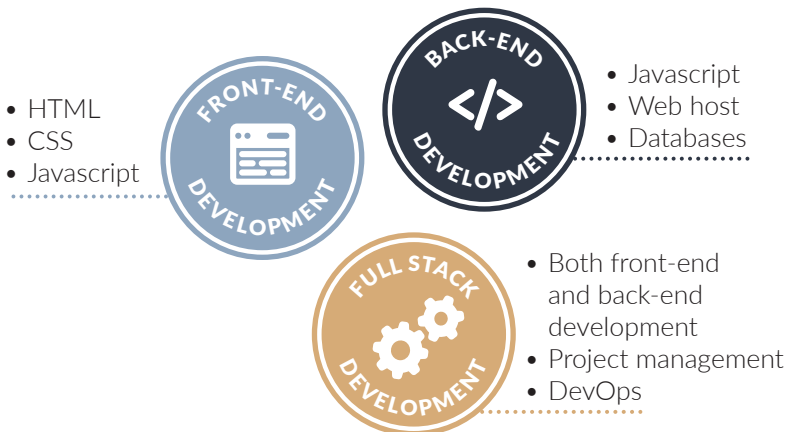 FRONT-END
DEVELOPMENT
• HTML
• CSS
• Javascript
BACK-END
</>
DEVELOPMENT
• Javascript
• Web host
• Databases
FULL STACK
DEVELOPMENT
• Both front-end
and back-end
development
• Project management
• DevOps